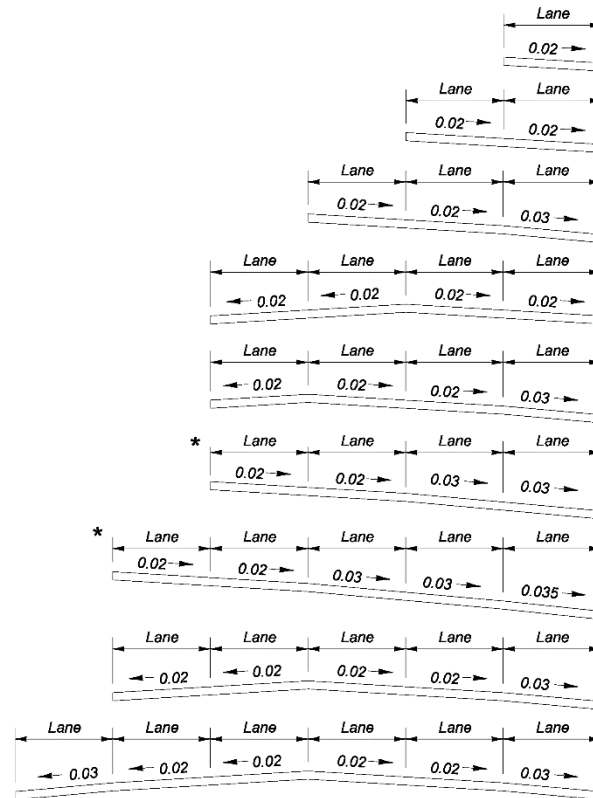 Lane
0.02
Lane Lane
0.02 0.02
Lane Lane Lane
0.02 0.02 0.03
Lane Lane Lane Lane
0.02 0.02 0.02 0.02
Lane Lane Lane Lane
0.02 0.02 0.02 0.03
* Lane Lane Lane Lane
0.02 0.02 0.03 0.03
* Lane Lane Lane Lane Lane
0.02 0.02 0.03 0.03 0.035
Lane Lane Lane Lane Lane
0.02 0.02 0.02 0.02 0.03
Lane Lane Lane Lane Lane Lane
0.03 0.02 0.02 0.02 0.02 0.03